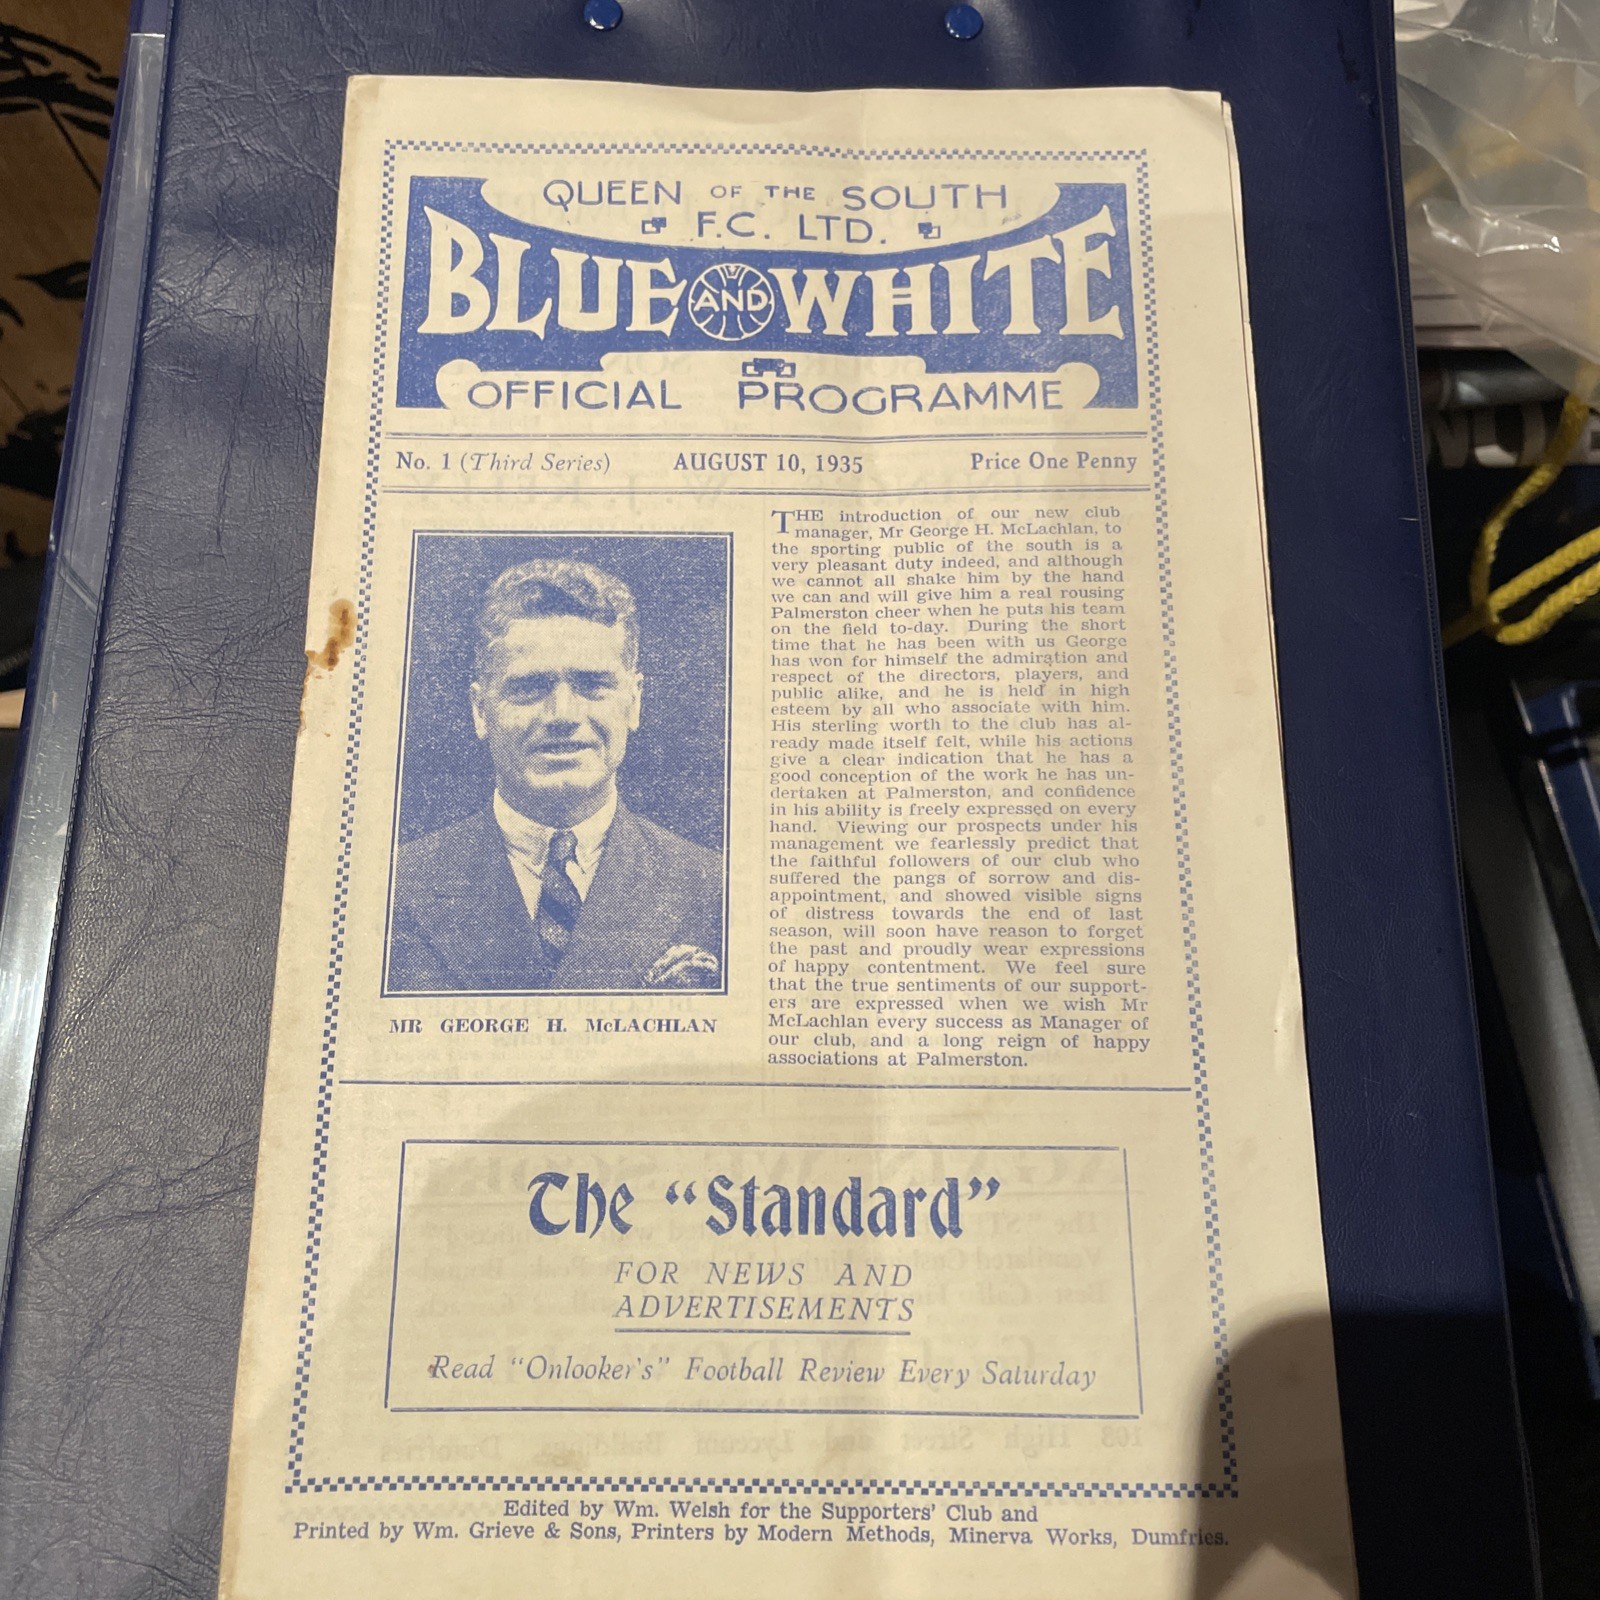 QUEEN OF THE SOUTH
F.C. LTD.
BLUE AND WHITE
OFFICIAL PROGRAMME
No. 1 (Third Series) AUGUST 10, 1935 Price One Penny
THE introduction of our new club
manager, Mr George H. McLachlan, to
the sporting public of the south is a
very pleasant duty indeed, and although
we cannot all shake him by the hand
we can and will give him a real rousing
Palmerston cheer when he puts his team
on the field to-day. During the short
time that he has been with us George
has won for himself the admiration and
respect of the directors, players, and
public alike, and he is held in high
esteem by all who associate with him.
His sterling worth to the club has al-
ready made itself felt, while his actions
give a clear indication that he has a
good conception of the work he has un-
dertaken at Palmerston, and confidence
in his ability is freely expressed on every
hand. Viewing our prospects under his
management we fearlessly predict that
the faithful followers of our club who
suffered the pangs of sorrow and dis-
appointment, and showed visible signs
of distress towards the end of last
season, will soon have reason to forget
the past and proudly wear expressions
of happy contentment. We feel sure
that the true sentiments of our support-
ers are expressed when we wish Mr
McLachlan every success as Manager of
our club, and a long reign of happy
associations at Palmerston.
MR GEORGE H. McLACHLAN
The "Standard"
FOR NEWS AND
ADVERTISEMENTS
Read "Onlooker's" Football Review Every Saturday
Edited by Wm. Welsh for the Supporters' Club and
Printed by Wm. Grieve & Sons, Printers by Modern Methods, Minerva Works, Dumfries.